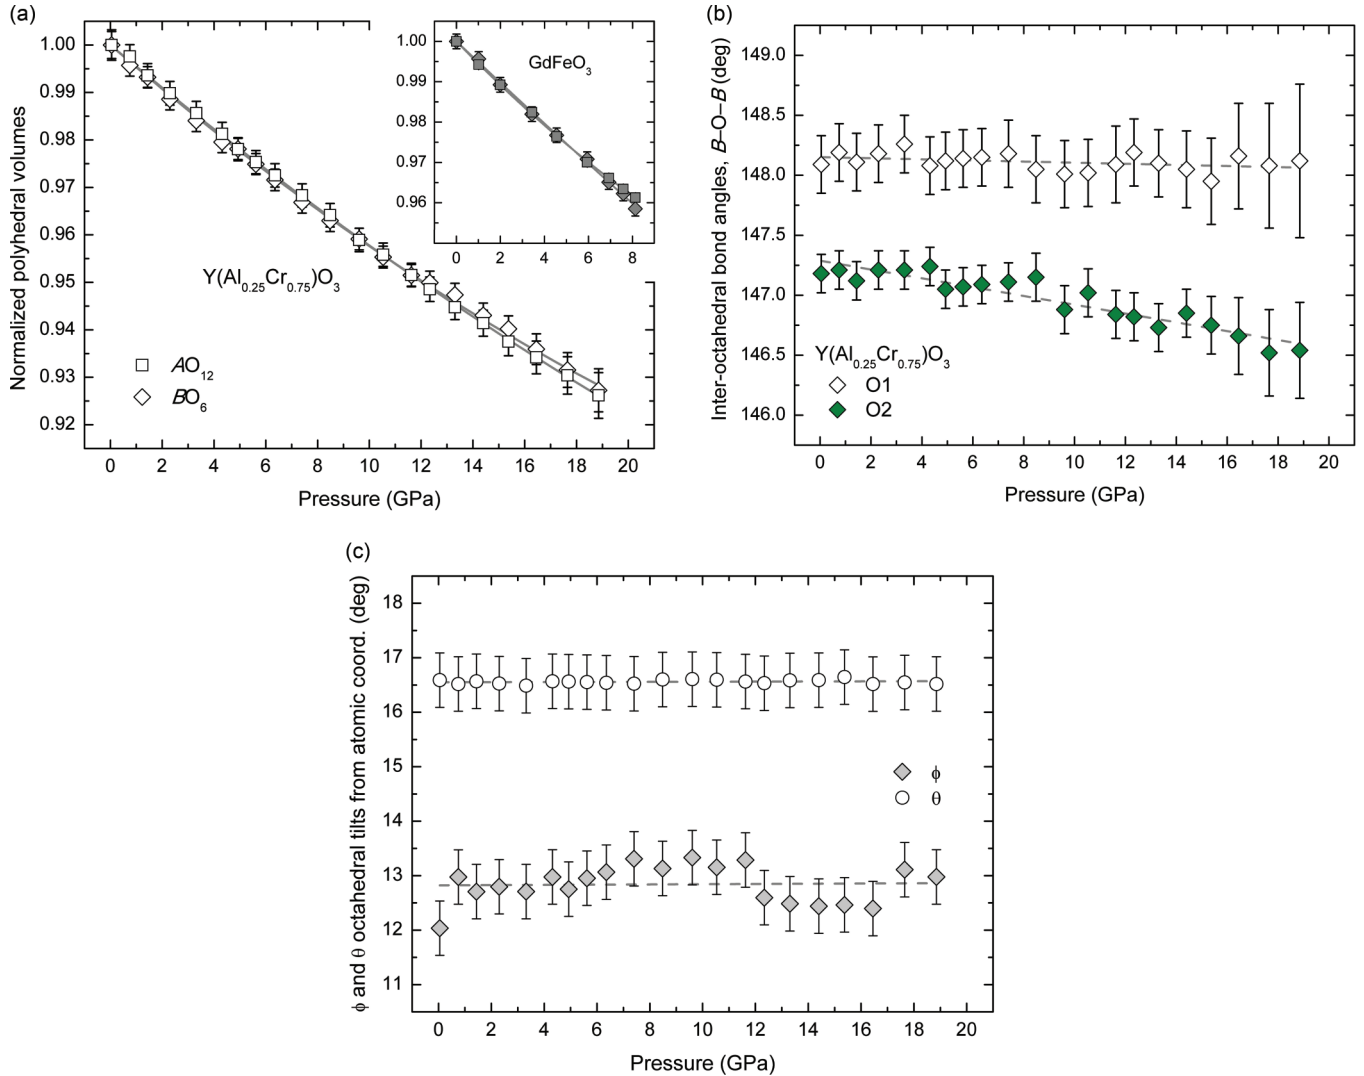 (a)
Normalized polyhedral volumes
1.00
0.99
0.98
0.97
0.96
0.95
0.94
0.93
0.92
0 2 4 6 8 10 12 14 16 18 20
Pressure (GPa)
Y(Al0.25Cr0.75)O3
AO12
BO6
GdFeO3
1.00
0.99
0.98
0.97
0.96
0 2 4 6 8
(b)
Inter-octahedral bond angles, B–O–B (deg)
149.0
148.5
148.0
147.5
147.0
146.5
146.0
Y(Al0.25Cr0.75)O3
O1
O2
0 2 4 6 8 10 12 14 16 18 20
Pressure (GPa)
(c)
ϕ and θ octahedral tilts from atomic coord. (deg)
18
17
16
15
14
13
12
11
ϕ
θ
0 2 4 6 8 10 12 14 16 18 20
Pressure (GPa)